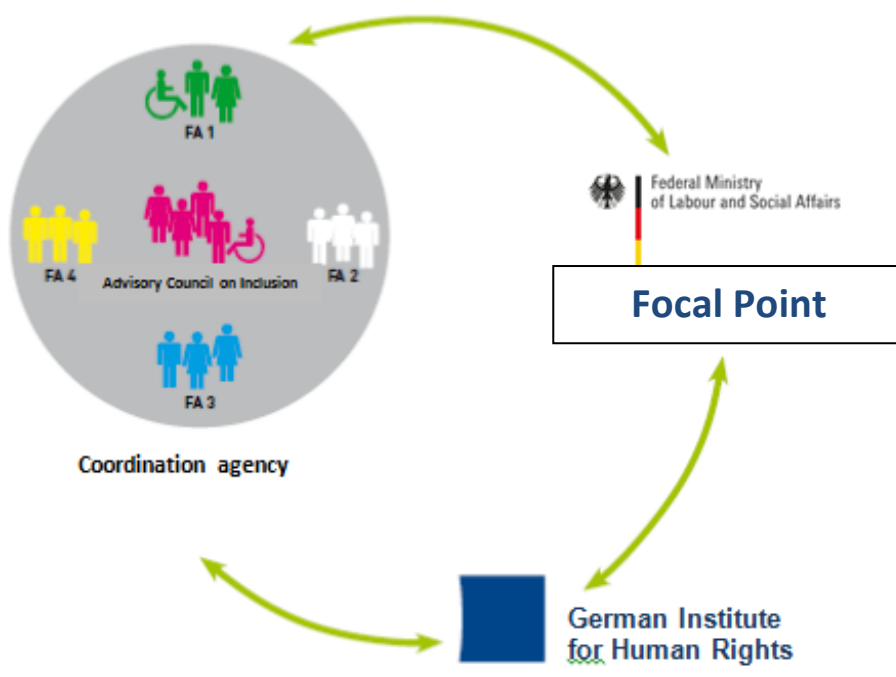 FA 1
Federal Ministry
of Labour and Social Affairs
FA 4
Advisory Council on Inclusion
FA 2
Focal Point
FA 3
Coordination agency
German Institute
for Human Rights